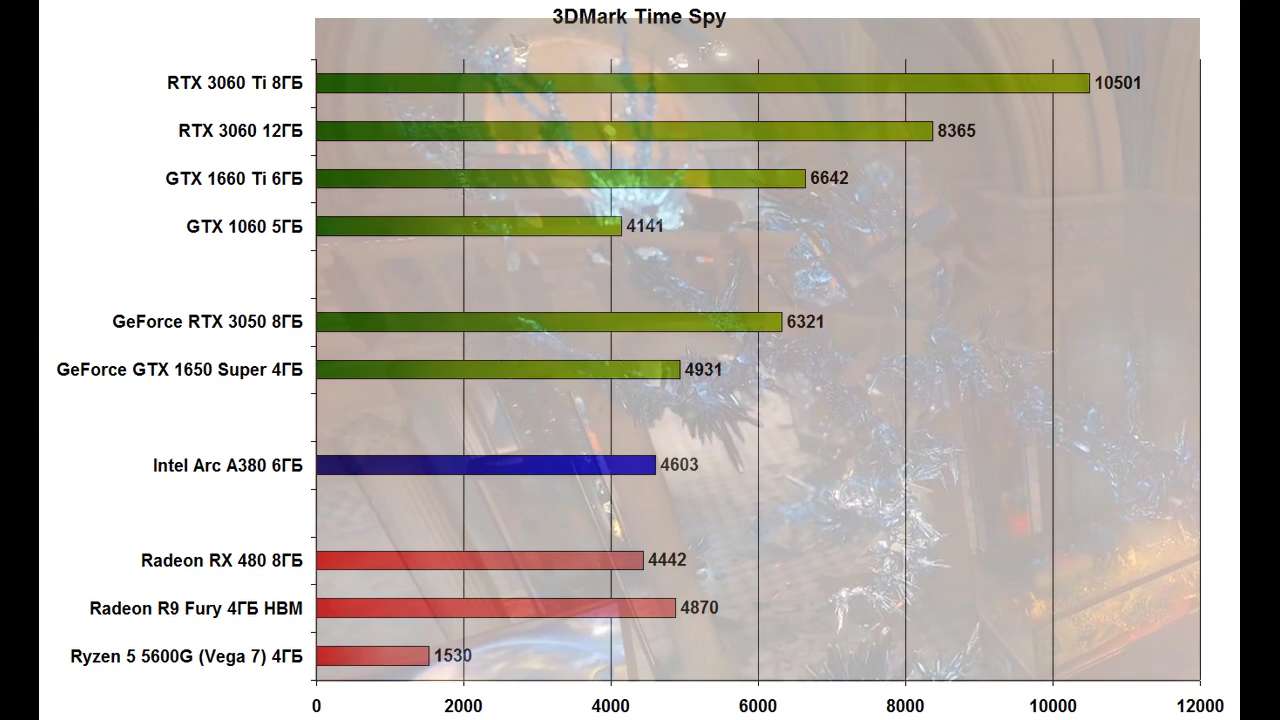 3DMark Time Spy
RTX 3060 Ti 8ГБ 10501
RTX 3060 12ГБ 8365
GTX 1660 Ti 6ГБ 6642
GTX 1060 5ГБ 4141
GeForce RTX 3050 8ГБ 6321
GeForce GTX 1650 Super 4ГБ 4931
Intel Arc A380 6ГБ 4603
Radeon RX 480 8ГБ 4442
Radeon R9 Fury 4ГБ HBM 4870
Ryzen 5 5600G (Vega 7) 4ГБ 1530
0 2000 4000 6000 8000 10000 12000